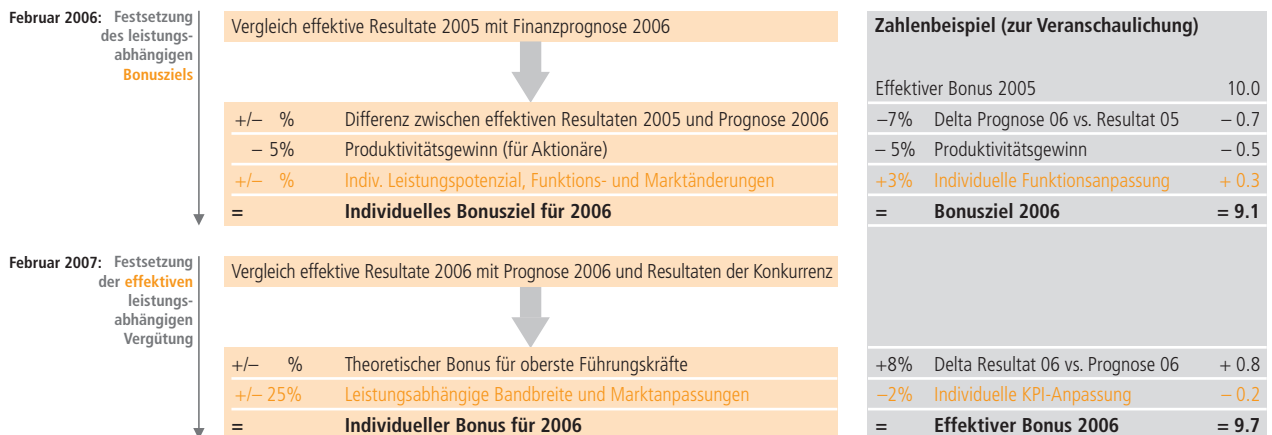 Februar 2006: Festsetzung
des leistungs-
abhängigen
Bonusziels
Vergleich effektive Resultate 2005 mit Finanzprognose 2006
+/– % Differenz zwischen effektiven Resultaten 2005 und Prognose 2006
– 5% Produktivitätsgewinn (für Aktionäre)
+/– % Indiv. Leistungspotenzial, Funktions- und Marktänderungen
= Individuelles Bonusziel für 2006
Februar 2007: Festsetzung
der effektiven
leistungs-
abhängigen
Vergütung
Vergleich effektive Resultate 2006 mit Prognose 2006 und Resultaten der Konkurrenz
+/– % Theoretischer Bonus für oberste Führungskräfte
+/– 25% Leistungsabhängige Bandbreite und Marktanpassungen
= Individueller Bonus für 2006
Zahlenbeispiel (zur Veranschaulichung)
Effektiver Bonus 2005 10.0
–7% Delta Prognose 06 vs. Resultat 05 – 0.7
– 5% Produktivitätsgewinn – 0.5
+3% Individuelle Funktionsanpassung + 0.3
= Bonusziel 2006 = 9.1
+8% Delta Resultat 06 vs. Prognose 06 + 0.8
–2% Individuelle KPI-Anpassung – 0.2
= Effektiver Bonus 2006 = 9.7